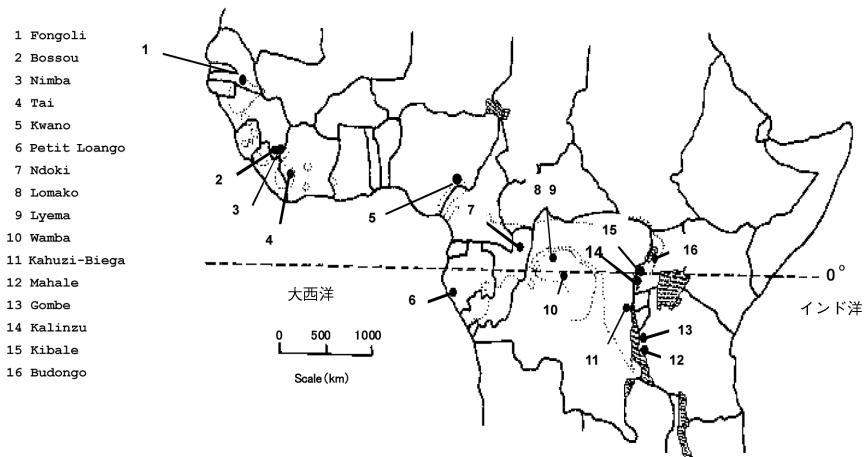 1 Fongoli
2 Bossou
3 Nimba
4 Tai
5 Kwano
6 Petit Loango
7 Ndoki
8 Lomako
9 Lyema
10 Wamba
11 Kahuzi-Biega
12 Mahale
13 Gombe
14 Kalinzu
15 Kibale
16 Budongo
1
2
3
4
5
6
7
8 9
10
11
12
13
14
15
16
0°
大西洋
インド洋
0 500 1000
Scale(km)